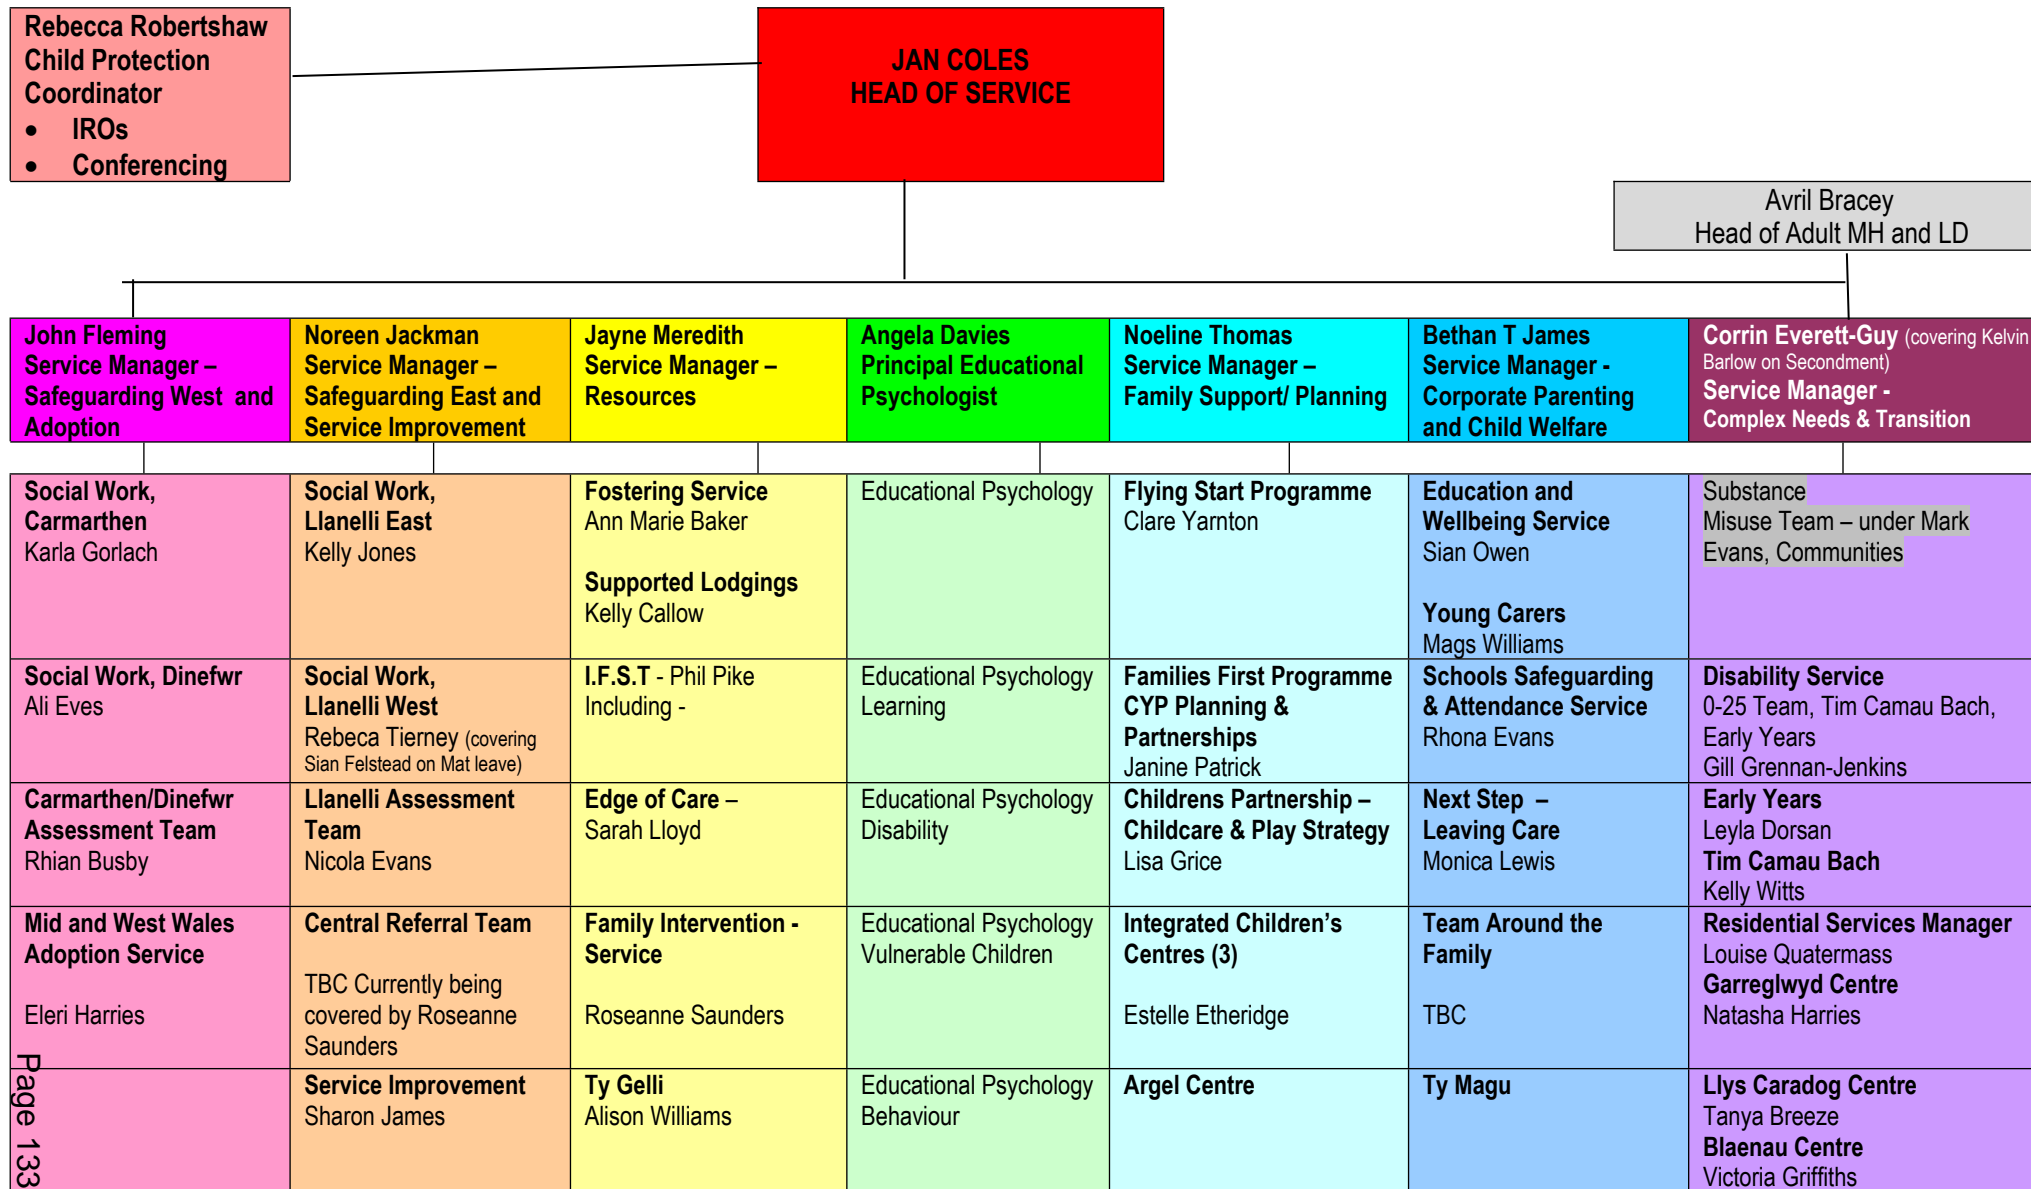 Rebecca Robertshaw
Child Protection
Coordinator
• IROs
• Conferencing
JAN COLES
HEAD OF SERVICE
Avril Bracey
Head of Adult MH and LD
John Fleming
Service Manager –
Safeguarding West and
Adoption
Noreen Jackman
Service Manager –
Safeguarding East and
Service Improvement
Jayne Meredith
Service Manager –
Resources
Angela Davies
Principal Educational
Psychologist
Noeline Thomas
Service Manager –
Family Support/ Planning
Bethan T James
Service Manager -
Corporate Parenting
and Child Welfare
Corrin Everett-Guy (covering Kelvin
Barlow on Secondment)
Service Manager -
Complex Needs & Transition
Social Work,
Carmarthen
Karla Gorlach
Social Work,
Llanelli East
Kelly Jones
Fostering Service
Ann Marie Baker
Supported Lodgings
Kelly Callow
Educational Psychology
Flying Start Programme
Clare Yarnton
Education and
Wellbeing Service
Sian Owen
Young Carers
Mags Williams
Substance
Misuse Team – under Mark
Evans, Communities
Social Work, Dinefwr
Ali Eves
Social Work,
Llanelli West
Rebeca Tierney (covering
Sian Felstead on Mat leave)
I.F.S.T - Phil Pike
Including -
Educational Psychology
Learning
Families First Programme
CYP Planning &
Partnerships
Janine Patrick
Schools Safeguarding
& Attendance Service
Rhona Evans
Disability Service
0-25 Team, Tim Camau Bach,
Early Years
Gill Grennan-Jenkins
Carmarthen/Dinefwr
Assessment Team
Rhian Busby
Llanelli Assessment
Team
Nicola Evans
Edge of Care –
Sarah Lloyd
Educational Psychology
Disability
Childrens Partnership –
Childcare & Play Strategy
Lisa Grice
Next Step –
Leaving Care
Monica Lewis
Early Years
Leyla Dorsan
Tim Camau Bach
Kelly Witts
Mid and West Wales
Adoption Service
Eleri Harries
Central Referral Team
TBC Currently being
covered by Roseanne
Saunders
Family Intervention -
Service
Roseanne Saunders
Educational Psychology
Vulnerable Children
Integrated Children’s
Centres (3)
Estelle Etheridge
Team Around the
Family
TBC
Residential Services Manager
Louise Quatermass
Garreglwyd Centre
Natasha Harries
Service Improvement
Sharon James
Ty Gelli
Alison Williams
Educational Psychology
Behaviour
Argel Centre
Ty Magu
Llys Caradog Centre
Tanya Breeze
Blaenau Centre
Victoria Griffiths
Page 133